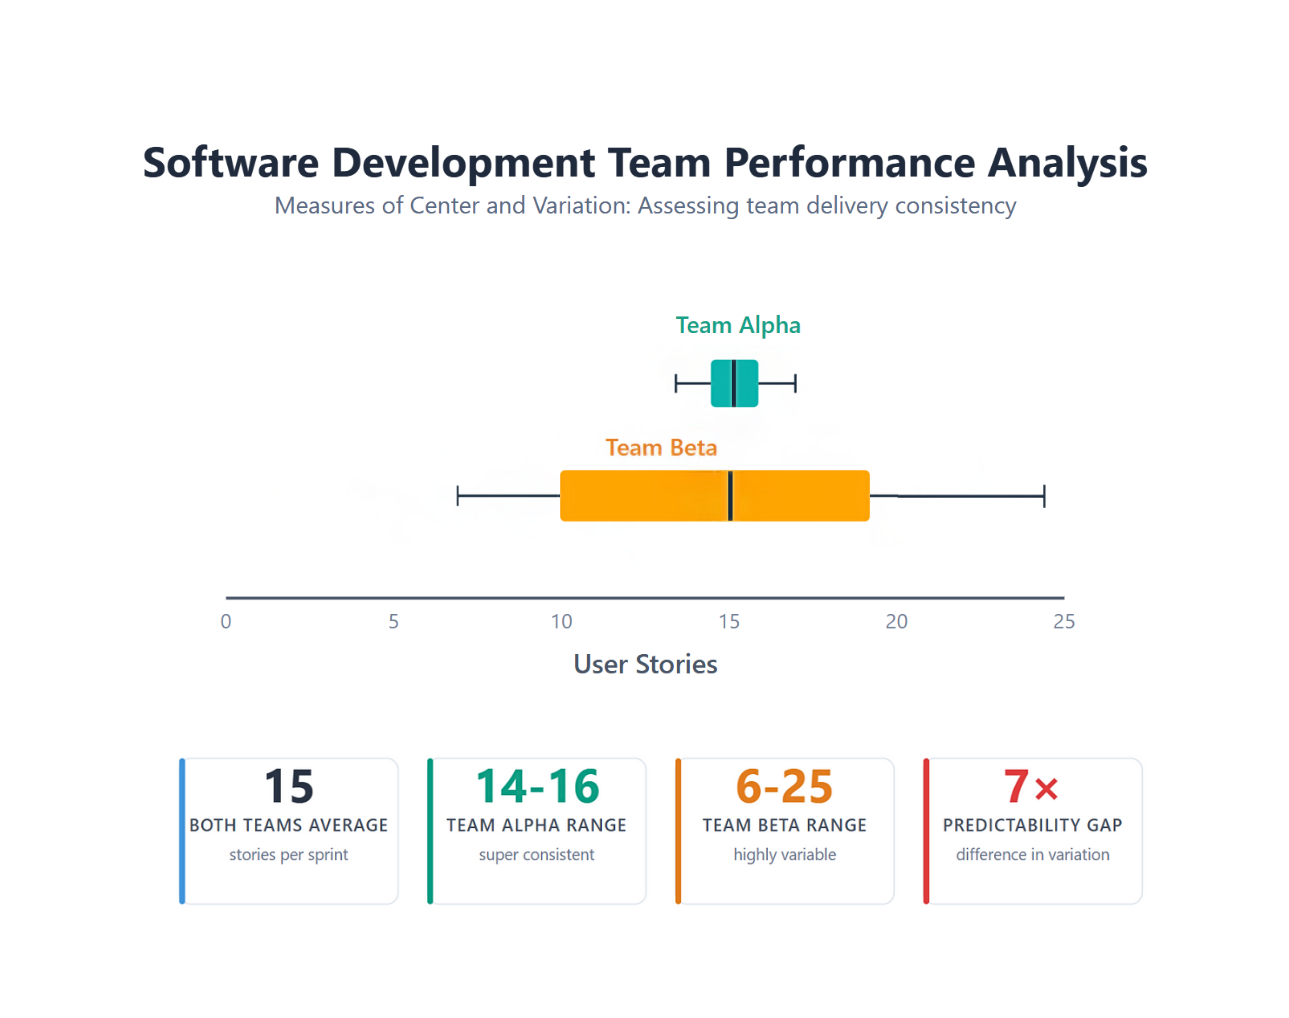 Software Development Team Performance Analysis
Measures of Center and Variation: Assessing team delivery consistency
Team Alpha
Team Beta
0 5 10 15 20 25
User Stories
15
BOTH TEAMS AVERAGE
stories per sprint
14-16
TEAM ALPHA RANGE
super consistent
6-25
TEAM BETA RANGE
highly variable
7×
PREDICTABILITY GAP
difference in variation